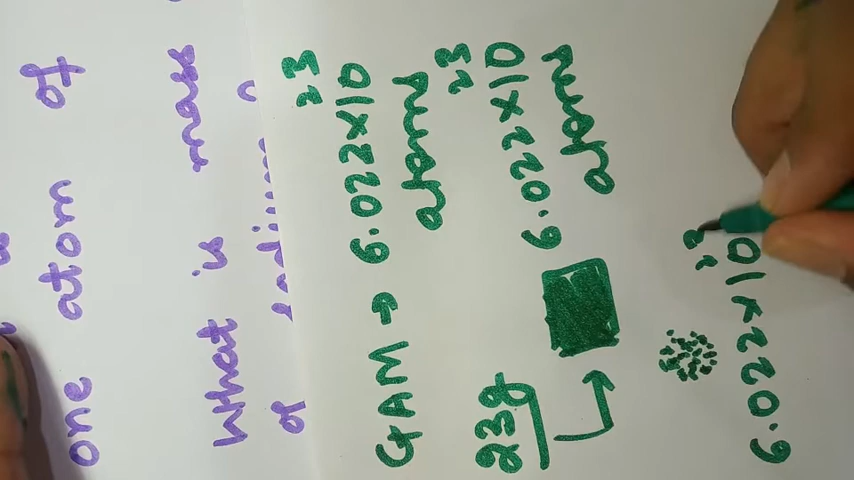 one atom of
What is mass
of
GAM → 6.022×10²³
atoms
23g
6.022×10²³
atoms
6.022×10²